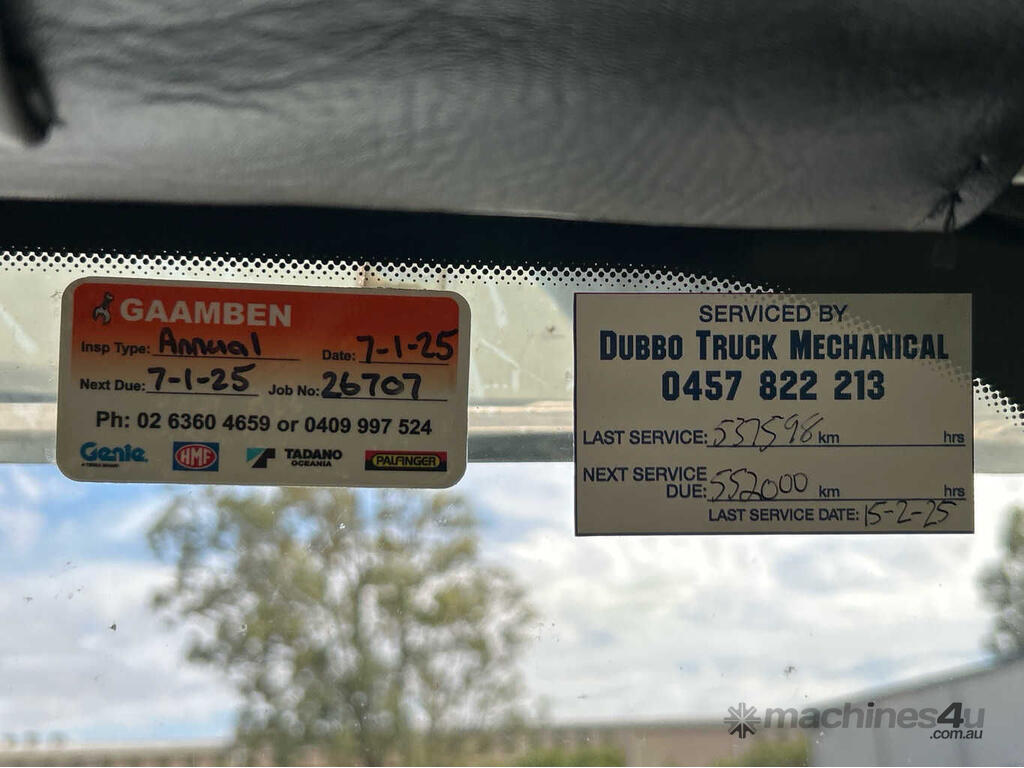 GAAMBEN
Insp Type: Annual Date: 7-1-25
Next Due: 7-1-25 Job No: 26707
Ph: 02 6360 4659 or 0409 997 524
Genie HMF TADANO OCEANIA PALFINGER
SERVICED BY
DUBBO TRUCK MECHANICAL
0457 822 213
LAST SERVICE: 537598 km hrs
NEXT SERVICE
DUE: 552000 km hrs
LAST SERVICE DATE: 15-2-25
machines4u
.com.au